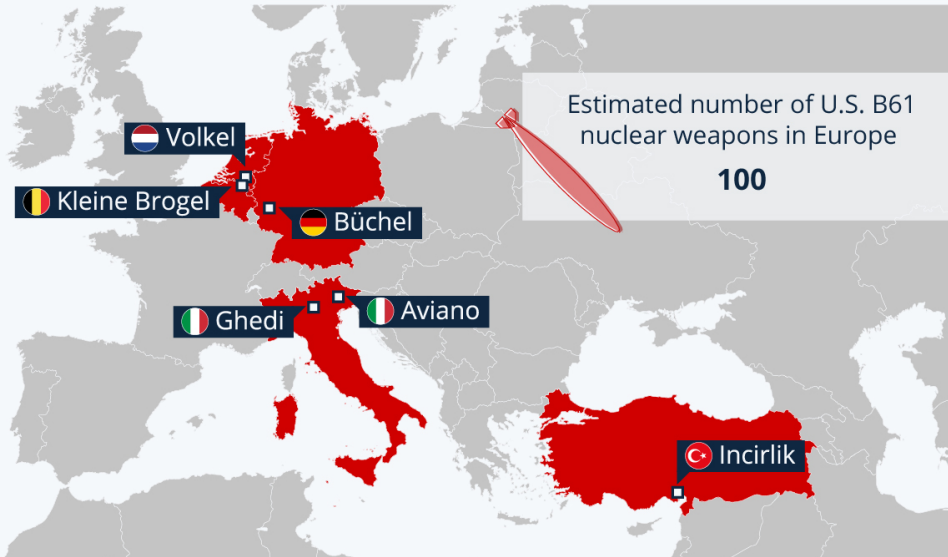 Estimated number of U.S. B61
nuclear weapons in Europe
100
Volkel
Kleine Brogel
Büchel
Ghedi
Aviano
Incirlik